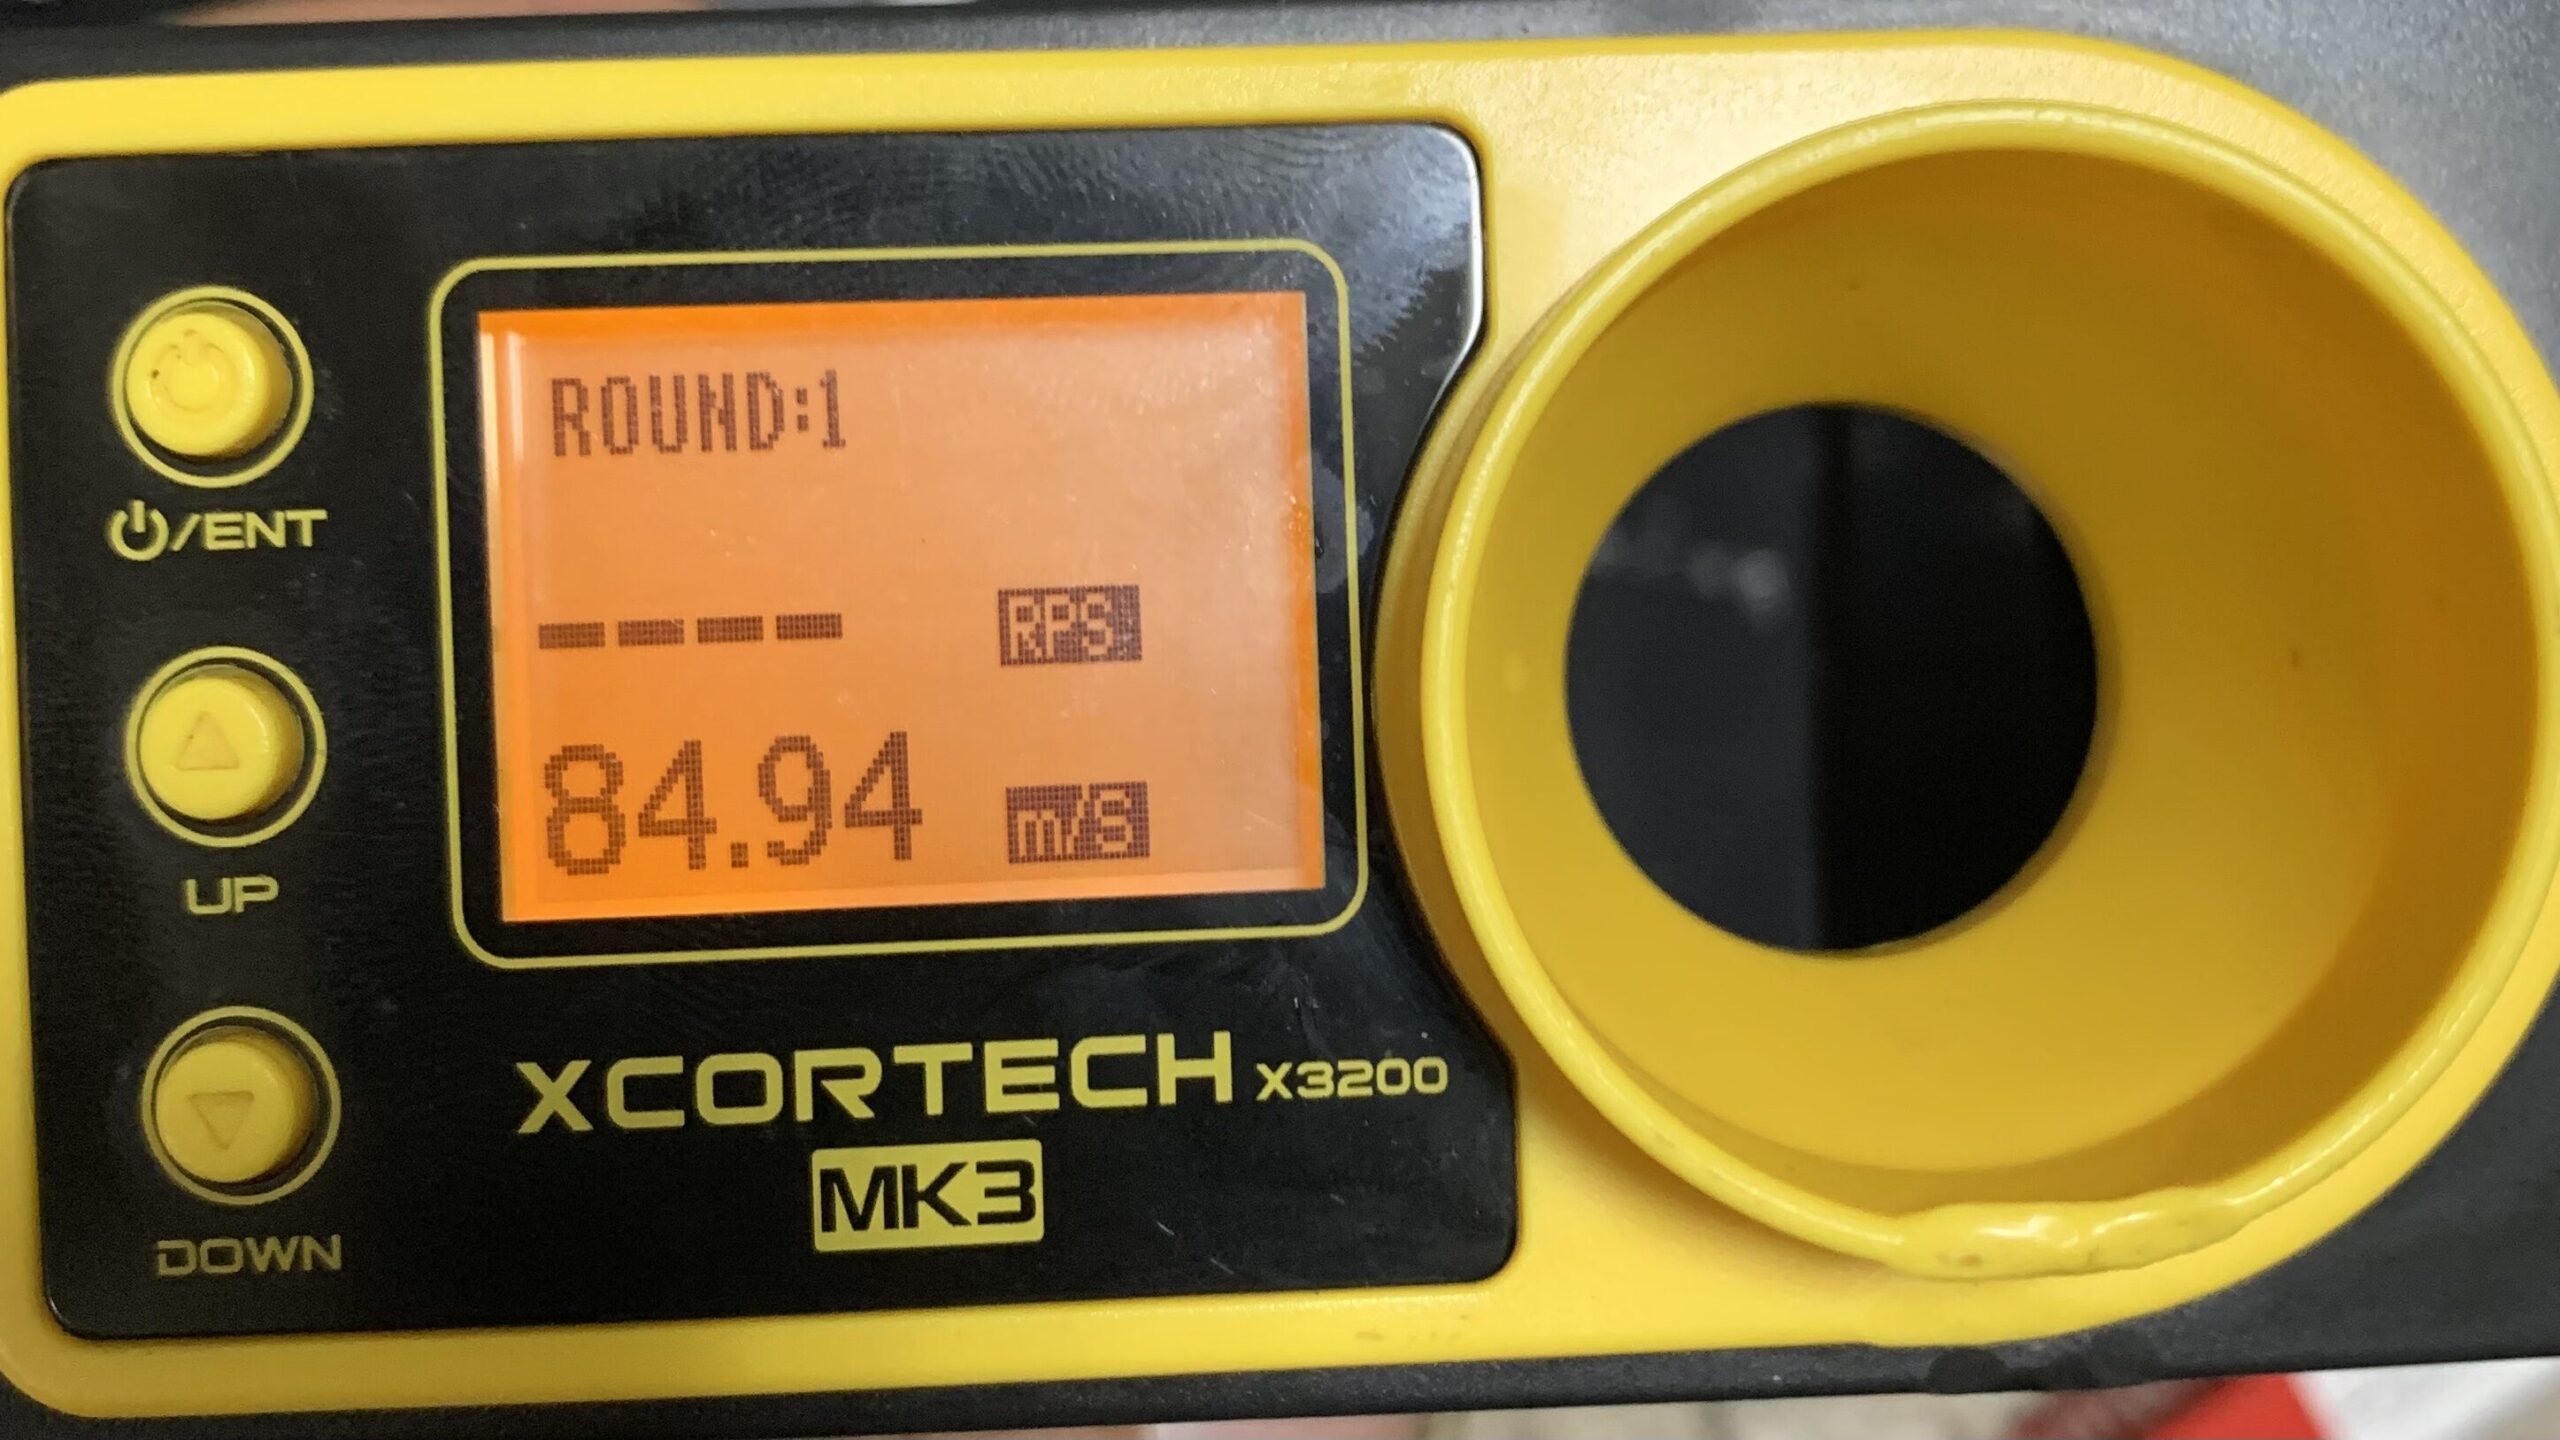 ROUND:1
---- RPS
84.94 m/s
/ENT
UP
DOWN
XCORTECH X3200
MK3